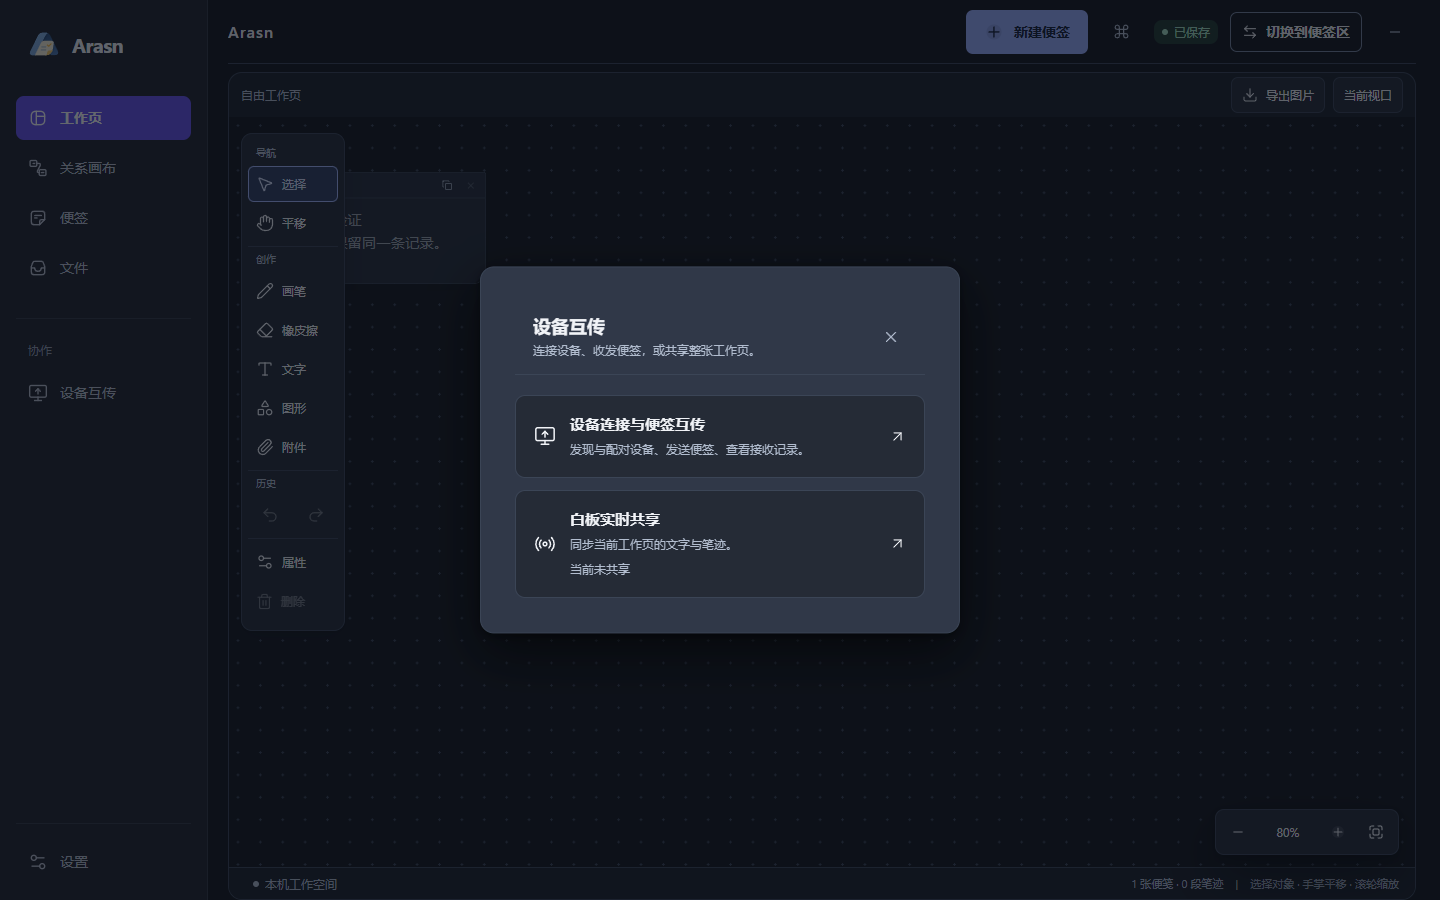 Arasn
工作页
关系画布
便签
文件
协作
设备互传
设置
Arasn
新建便签
已保存
切换到便签区
自由工作页
导出图片
当前视口
导航
选择
平移
创作
画笔
橡皮擦
文字
图形
附件
历史
属性
删除
证
留同一条记录。
设备互传
连接设备、收发便签，或共享整张工作页。
设备连接与便签互传
发现与配对设备、发送便签、查看接收记录。
白板实时共享
同步当前工作页的文字与笔迹。
当前未共享
80%
本机工作空间
1 张便笺 · 0 段笔迹 | 选择对象 · 手掌平移 · 滚轮缩放